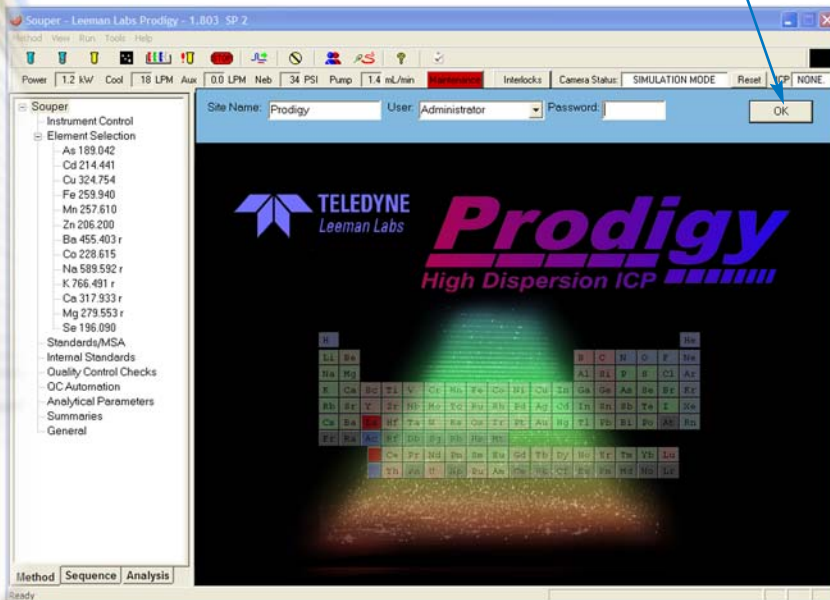 Souper - Leeman Labs Prodigy - 1.803 SP 2
Method View Run Tools Help
STOP
Power 1.2 kW Cool 18 LPM Aux 0.0 LPM Neb 34 PSI Pump 1.4 mL/min Maintenance Interlocks Camera Status: SIMULATION MODE Reset ICP NONE.
Site Name: Prodigy User: Administrator Password: OK
Souper
Instrument Control
Element Selection
As 189.042
Cd 214.441
Cu 324.754
Fe 259.940
Mn 257.610
Zn 206.200
Ba 455.403 r
Co 228.615
Na 589.592 r
K 766.491 r
Ca 317.933 r
Mg 279.553 r
Se 196.090
Standards/MSA
Internal Standards
Quality Control Checks
QC Automation
Analytical Parameters
Summaries
General
TELEDYNE
Leeman Labs
Prodigy
High Dispersion ICP
H He
Li Be B C N O F Ne
Na Mg Al Si P S Cl Ar
K Ca Sc Ti V Cr Mn Fe Co Ni Cu Zn Ga Ge As Se Br Kr
Rb Sr Y Zr Nb Mo Tc Ru Rh Pd Ag Cd In Sn Sb Te I Xe
Cs Ba La Hf Ta W Re Os Ir Pt Au Hg Tl Pb Bi Po At Rn
Fr Ra Ac Rf Db Sg Bh Hs Mt
Ce Pr Nd Pm Sm Eu Gd Tb Dy Ho Er Tm Yb Lu
Th Pa U Np Pu Am Cm Bk Cf Es Fm Md No Lr
Method Sequence Analysis
Ready